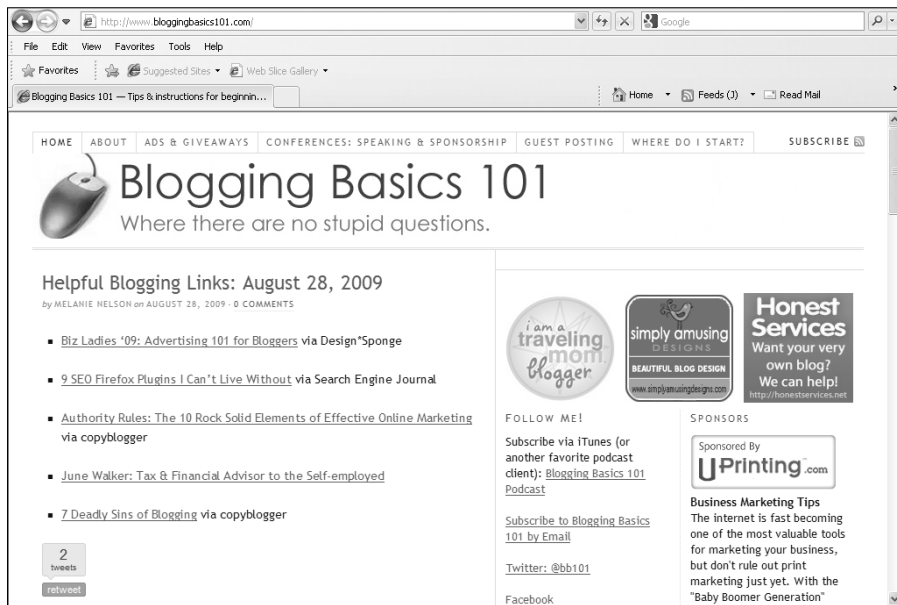 http://www.bloggingbasics101.com/
Google
File Edit View Favorites Tools Help
Favorites Suggested Sites Web Slice Gallery
Blogging Basics 101 — Tips & instructions for beginnin...
Home Feeds (J) Read Mail
HOME ABOUT ADS & GIVEAWAYS CONFERENCES: SPEAKING & SPONSORSHIP GUEST POSTING WHERE DO I START? SUBSCRIBE
Blogging Basics 101
Where there are no stupid questions.
Helpful Blogging Links: August 28, 2009
by MELANIE NELSON on AUGUST 28, 2009 · 0 COMMENTS
Biz Ladies ‘09: Advertising 101 for Bloggers via Design*Sponge
9 SEO Firefox Plugins I Can’t Live Without via Search Engine Journal
Authority Rules: The 10 Rock Solid Elements of Effective Online Marketing
via copyblogger
June Walker: Tax & Financial Advisor to the Self-employed
7 Deadly Sins of Blogging via copyblogger
2
tweets
retweet
i am a
traveling
mom
blogger
simply amusing
DESIGNS
BEAUTIFUL BLOG DESIGN
www.simplyamusingdesigns.com
Honest
Services
Want your very
own blog?
We can help!
http://honestservices.net
FOLLOW ME!
Subscribe via iTunes (or
another favorite podcast
client): Blogging Basics 101
Podcast
Subscribe to Blogging Basics
101 by Email
Twitter: @bb101
Facebook
SPONSORS
Sponsored By
UPrinting.com
Business Marketing Tips
The internet is fast becoming
one of the most valuable tools
for marketing your business,
but don't rule out print
marketing just yet. With the
"Baby Boomer Generation"